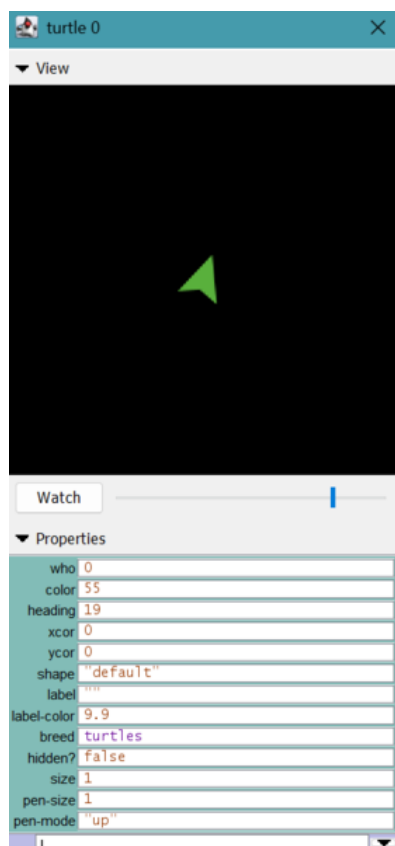 turtle 0
View
Watch
Properties
who 0
color 55
heading 19
xcor 0
ycor 0
shape "default"
label ""
label-color 9.9
breed turtles
hidden? false
size 1
pen-size 1
pen-mode "up"